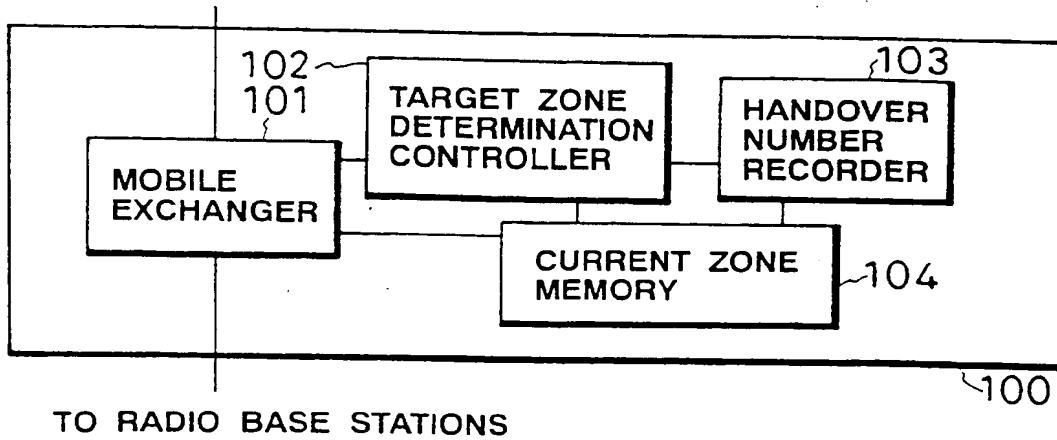 102
101
MOBILE
EXCHANGER
TARGET ZONE
DETERMINATION
CONTROLLER
103
HANDOVER
NUMBER
RECORDER
CURRENT ZONE
MEMORY
104
100
TO RADIO BASE STATIONS